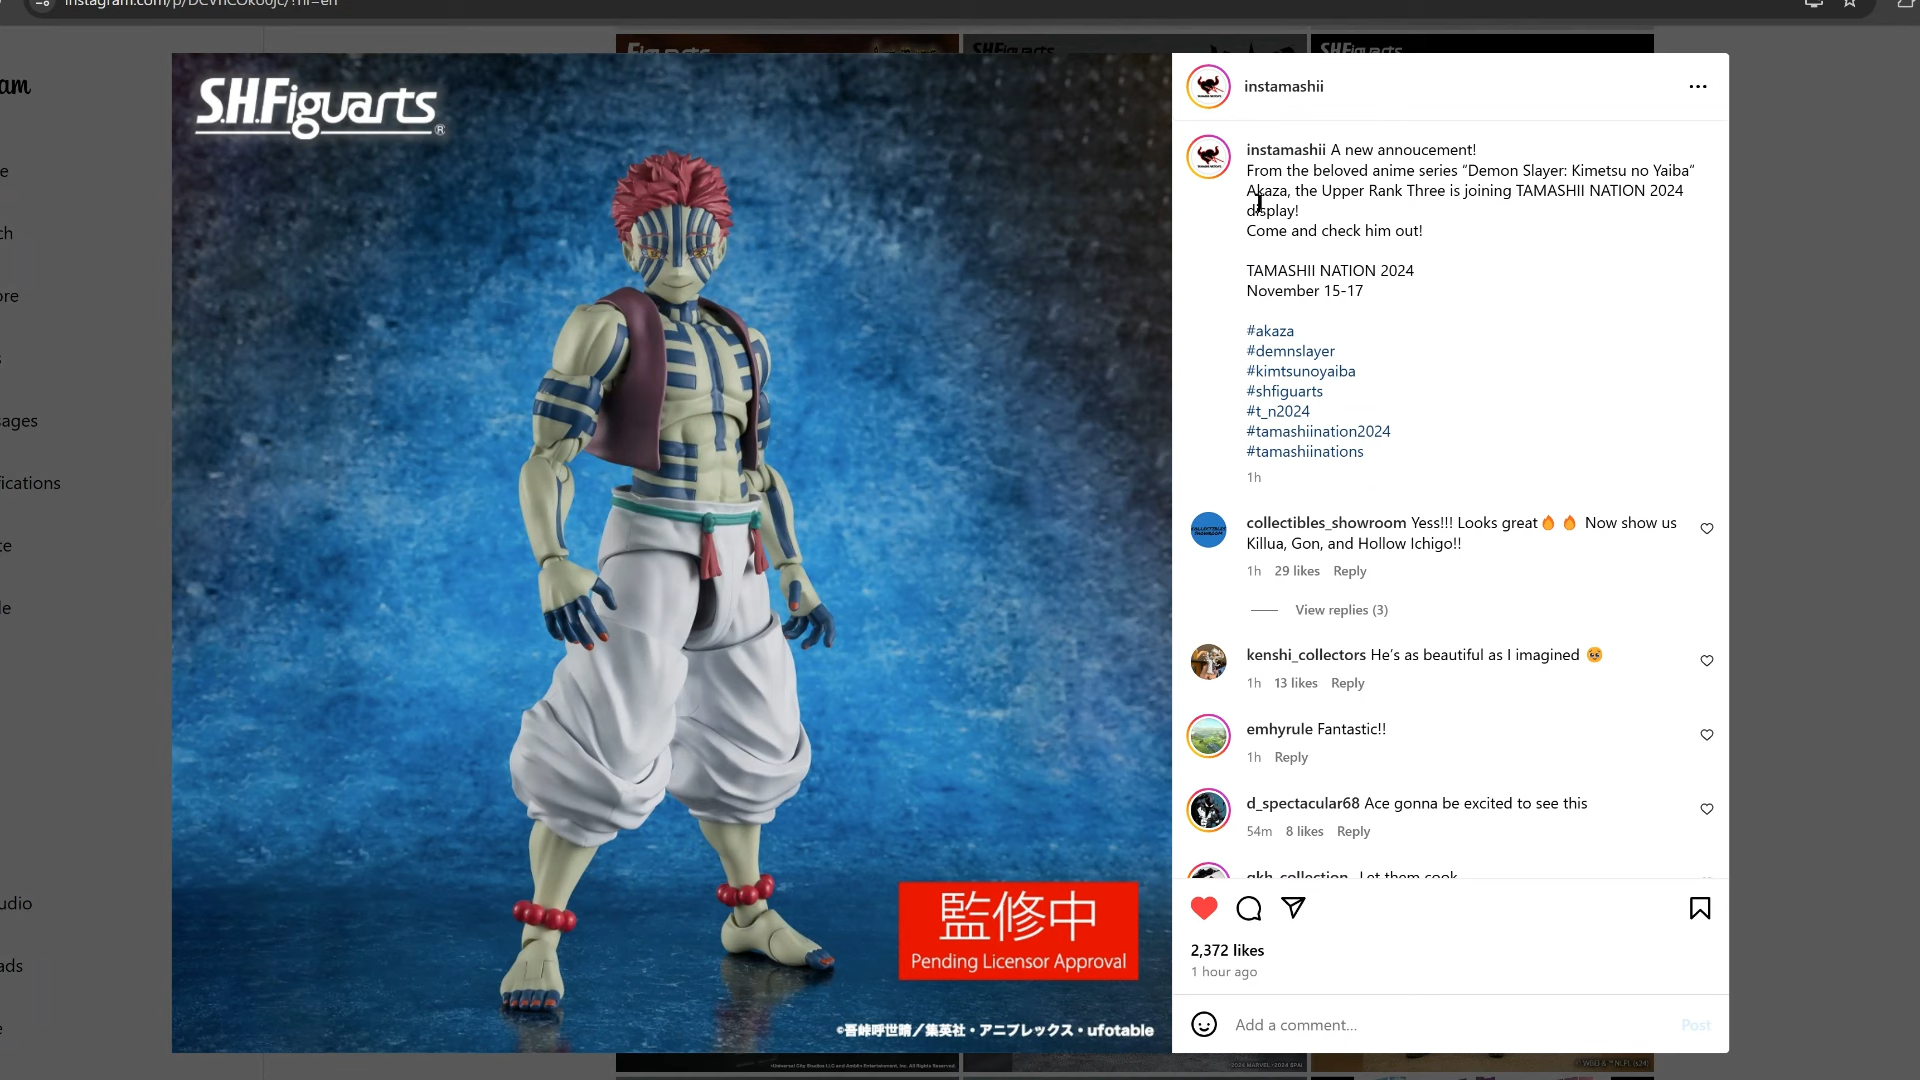 S.H.Figuarts
®
監修中
Pending Licensor Approval
©吾峠呼世晴／集英社・アニプレックス・ufotable
instamashii
instamashii A new annoucement!
From the beloved anime series “Demon Slayer: Kimetsu no Yaiba“
Akaza, the Upper Rank Three is joining TAMASHII NATION 2024
display!
Come and check him out!
TAMASHII NATION 2024
November 15-17
#akaza
#demnslayer
#kimtsunoyaiba
#shfiguarts
#t_n2024
#tamashiination2024
#tamashiinations
1h
collectibles_showroom Yess!!! Looks great🔥 🔥 Now show us
Killua, Gon, and Hollow Ichigo!!
1h 29 likes Reply
View replies (3)
kenshi_collectors He’s as beautiful as I imagined 🥹
1h 13 likes Reply
emhyrule Fantastic!!
1h Reply
d_spectacular68 Ace gonna be excited to see this
54m 8 likes Reply
2,372 likes
1 hour ago
Add a comment...
Post